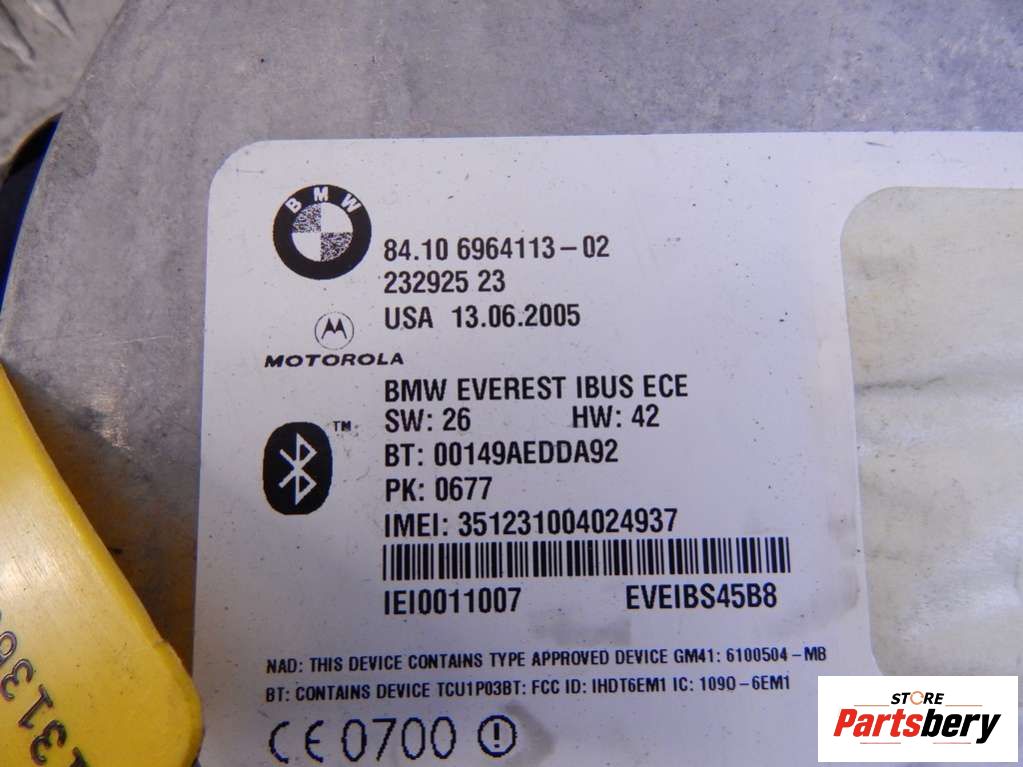 BMW
84.10 6964113-02
232925 23
USA 13.06.2005
MOTOROLA
BMW EVEREST IBUS ECE
SW: 26 HW: 42
TM
BT: 00149AEDDA92
PK: 0677
IMEI: 351231004024937
IEI0011007 EVEIBS45B8
NAD: THIS DEVICE CONTAINS TYPE APPROVED DEVICE GM41: 6100504-MB
BT: CONTAINS DEVICE TCU1P03BT: FCC ID: IHDT6EM1 IC: 109O-6EM1
CE 0700
STORE
Partsbery